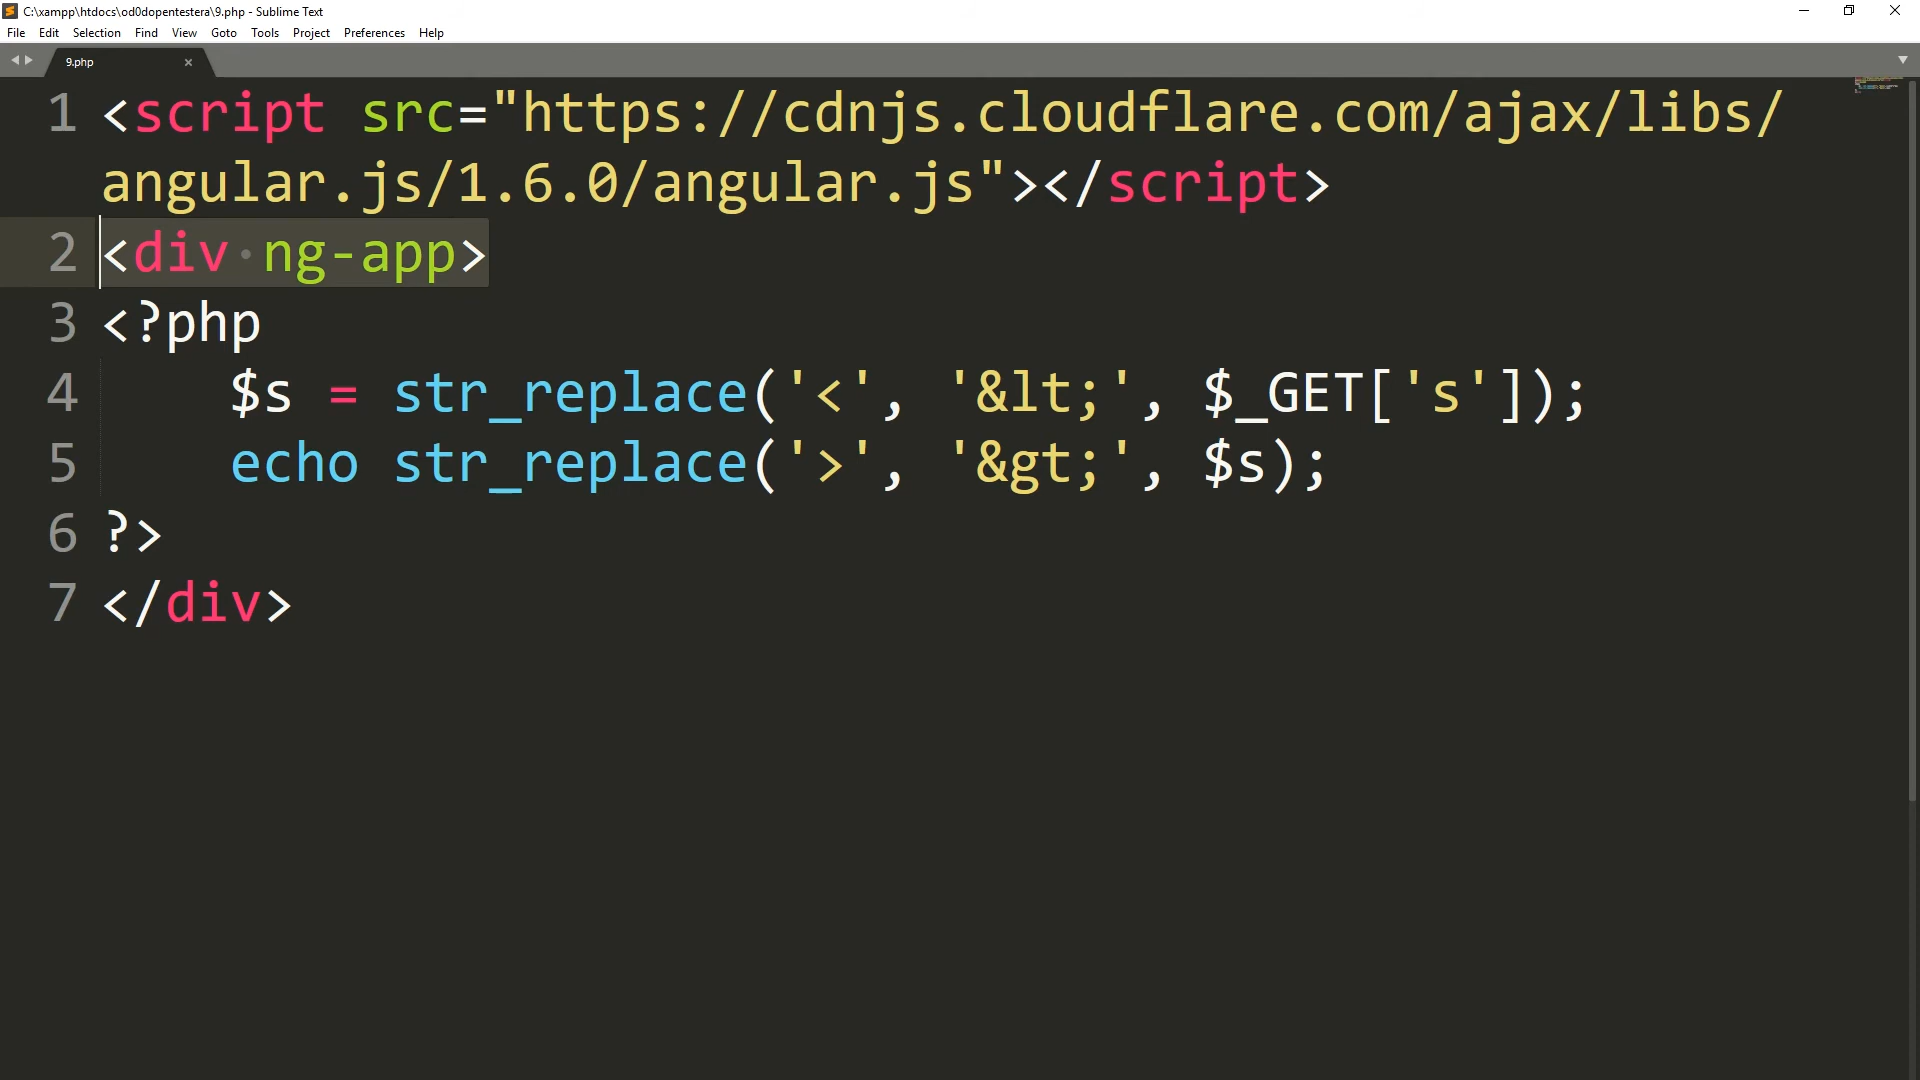 C:\xampp\htdocs\od0dopentestera\9.php - Sublime Text
File Edit Selection Find View Goto Tools Project Preferences Help
9.php
1 <script src="https://cdnjs.cloudflare.com/ajax/libs/
angular.js/1.6.0/angular.js"></script>
2 <div ng-app>
3 <?php
4 $s = str_replace('<', '&lt;', $_GET['s']);
5 echo str_replace('>', '&gt;', $s);
6 ?>
7 </div>